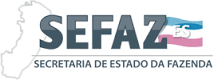 SEFAZ ES
SECRETARIA DE ESTADO DA FAZENDA